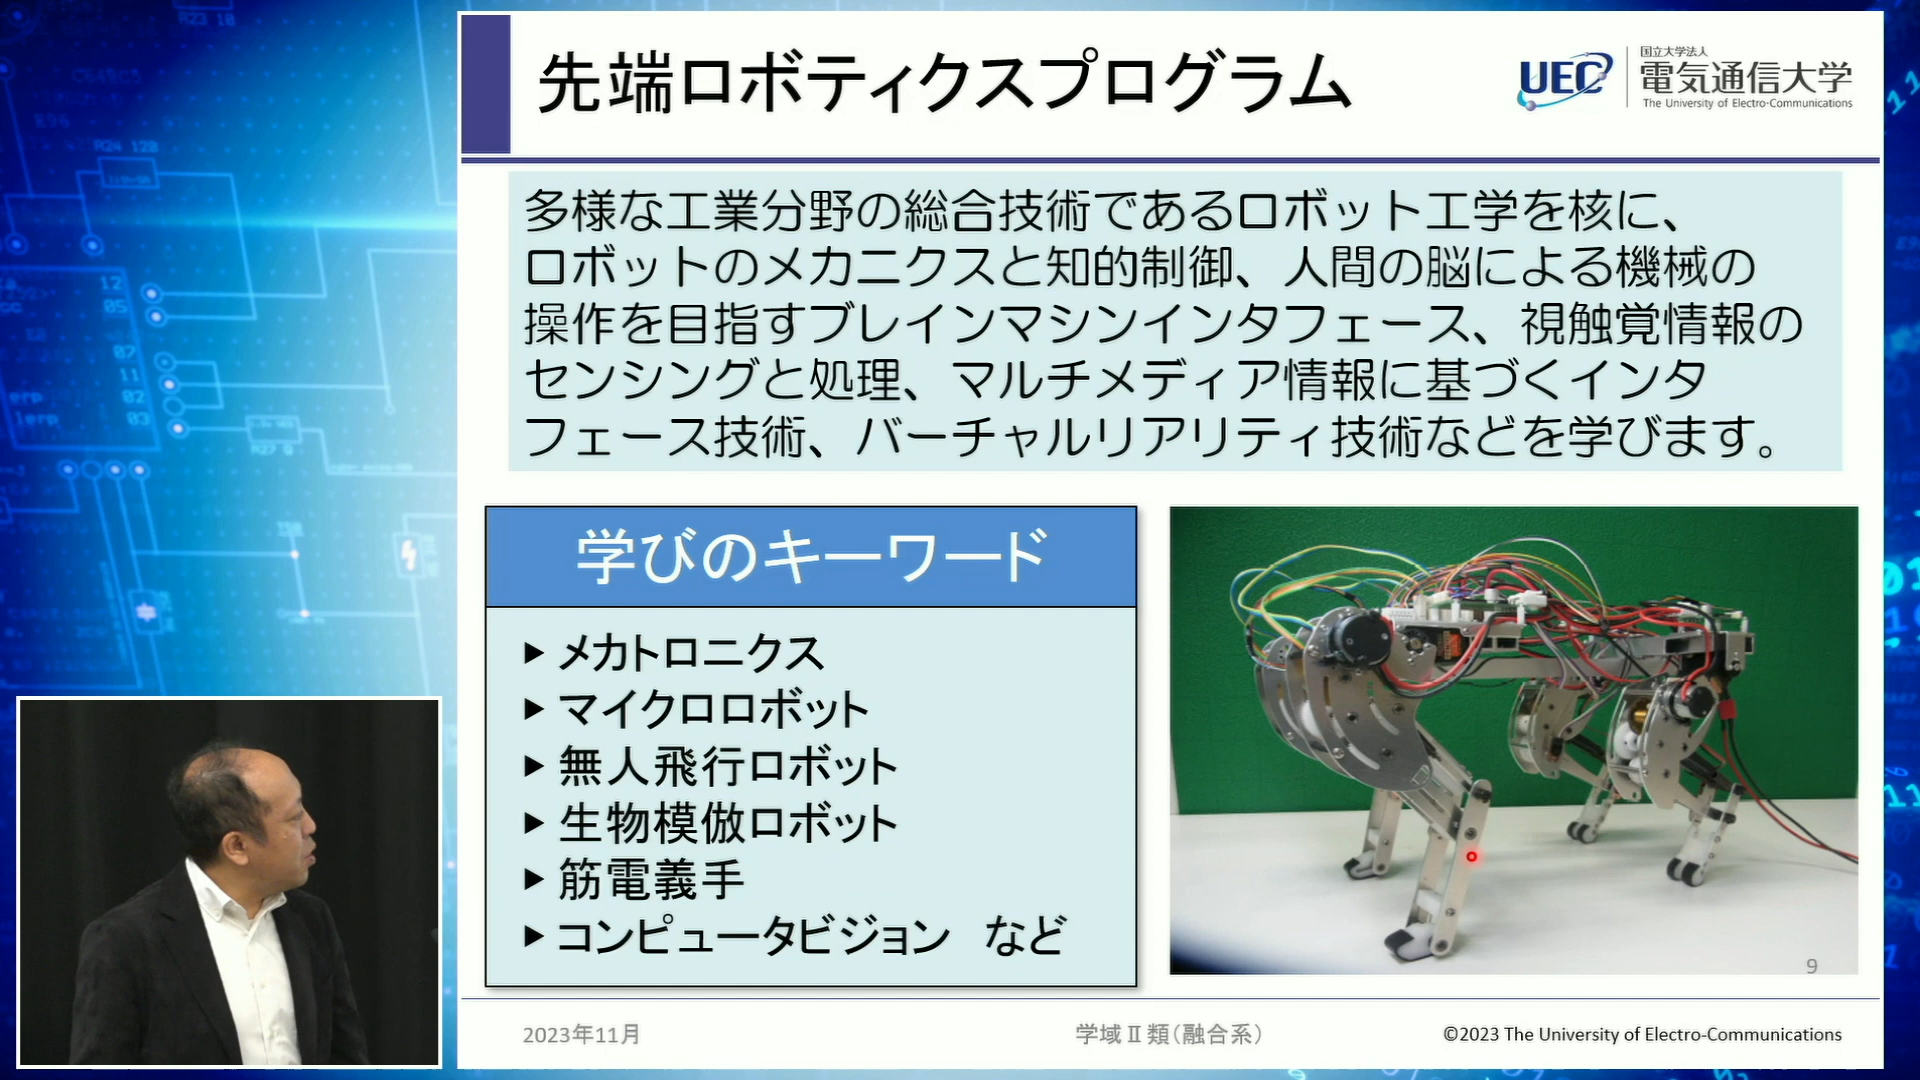 先端ロボティクスプログラム
UEC
国立大学法人
電気通信大学
The University of Electro-Communications
多様な工業分野の総合技術であるロボット工学を核に、
ロボットのメカニクスと知的制御、人間の脳による機械の
操作を目指すブレインマシンインタフェース、視触覚情報の
センシングと処理、マルチメディア情報に基づくインタ
フェース技術、バーチャルリアリティ技術などを学びます。
学びのキーワード
▶ メカトロニクス
▶ マイクロロボット
▶ 無人飛行ロボット
▶ 生物模倣ロボット
▶ 筋電義手
▶ コンピュータビジョン など
9
2023年11月
学域Ⅱ類(融合系)
©2023 The University of Electro-Communications
R23 10
R24 120
12
05
07
11
02
03